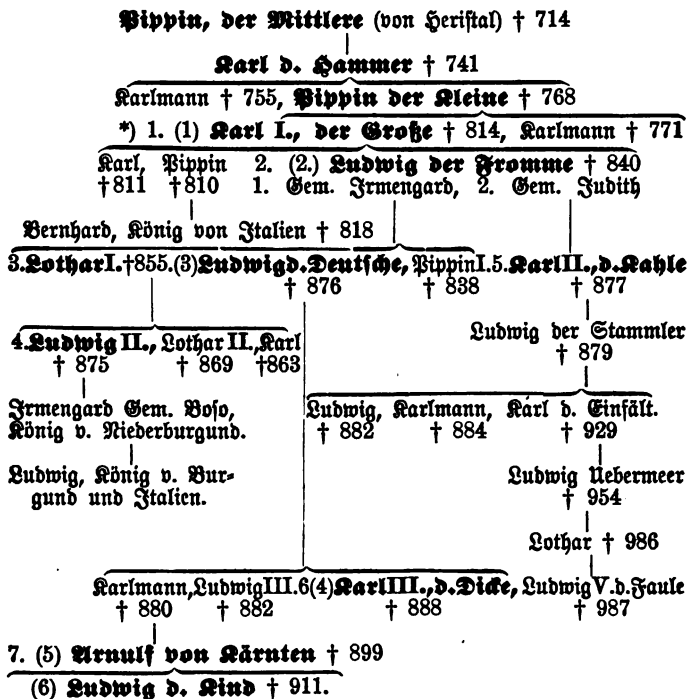 Pippin, der Mittlere (von Heristal) † 714
Karl d. Hammer † 741
Karlmann † 755, Pippin der Kleine † 768
*) 1. (1) Karl I., der Große † 814, Karlmann † 771
Karl, Pippin 2. (2.) Ludwig der Fromme † 840
†811 †810 1. Gem. Irmengard, 2. Gem. Judith
Bernhard, König von Italien † 818
3. Lothar I. †855. (3) Ludwig d. Deutsche, Pippin I. 5. Karl II., d. Kahle
† 876 † 838 † 877
Ludwig der Stammler
† 879
4. Ludwig II., Lothar II., Karl
† 875 † 869 †863
Irmengard Gem. Boso,
König v. Niederburgund.
Ludwig, Karlmann, Karl d. Einfält.
† 882 † 884 † 929
Ludwig, König v. Bur-
gund und Italien.
Ludwig Uebermeer
† 954
Lothar † 986
Karlmann, Ludwig III. 6 (4) Karl III., d. Dicke, Ludwig V. d. Faule
† 880 † 882 † 888 † 987
7. (5) Arnulf von Kärnten † 899
(6) Ludwig d. Kind † 911.